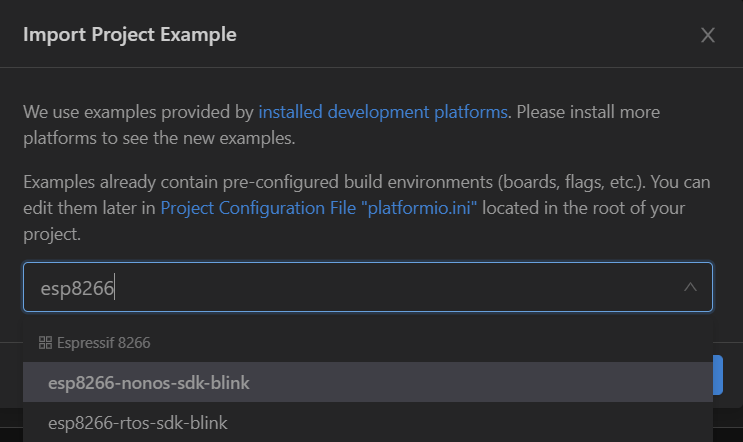 Import Project Example
We use examples provided by installed development platforms. Please install more
platforms to see the new examples.
Examples already contain pre-configured build environments (boards, flags, etc.). You can
edit them later in Project Configuration File "platformio.ini" located in the root of your
project.
esp8266
Espressif 8266
esp8266-nonos-sdk-blink
esp8266-rtos-sdk-blink